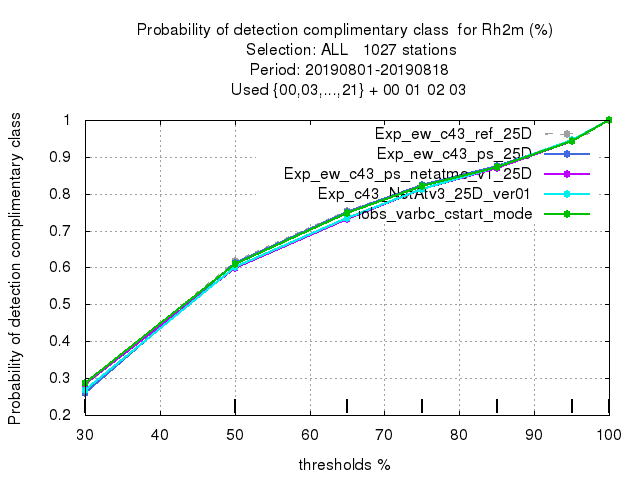 Probability of detection complimentary class for Rh2m (%)
Selection: ALL 1027 stations
Period: 20190801-20190818
Used {00,03,...,21} + 00 01 02 03
Probability of detection complimentary class
1
0.9
0.8
0.7
0.6
0.5
0.4
0.3
0.2
Exp_ew_c43_ref_25D
Exp_ew_c43_ps_25D
Exp_ew_c43_ps_netatmo_v1_25D
Exp_c43_NetAtv3_25D_ver01
iobs_varbc_cstart_mode
30 40 50 60 70 80 90 100
thresholds %